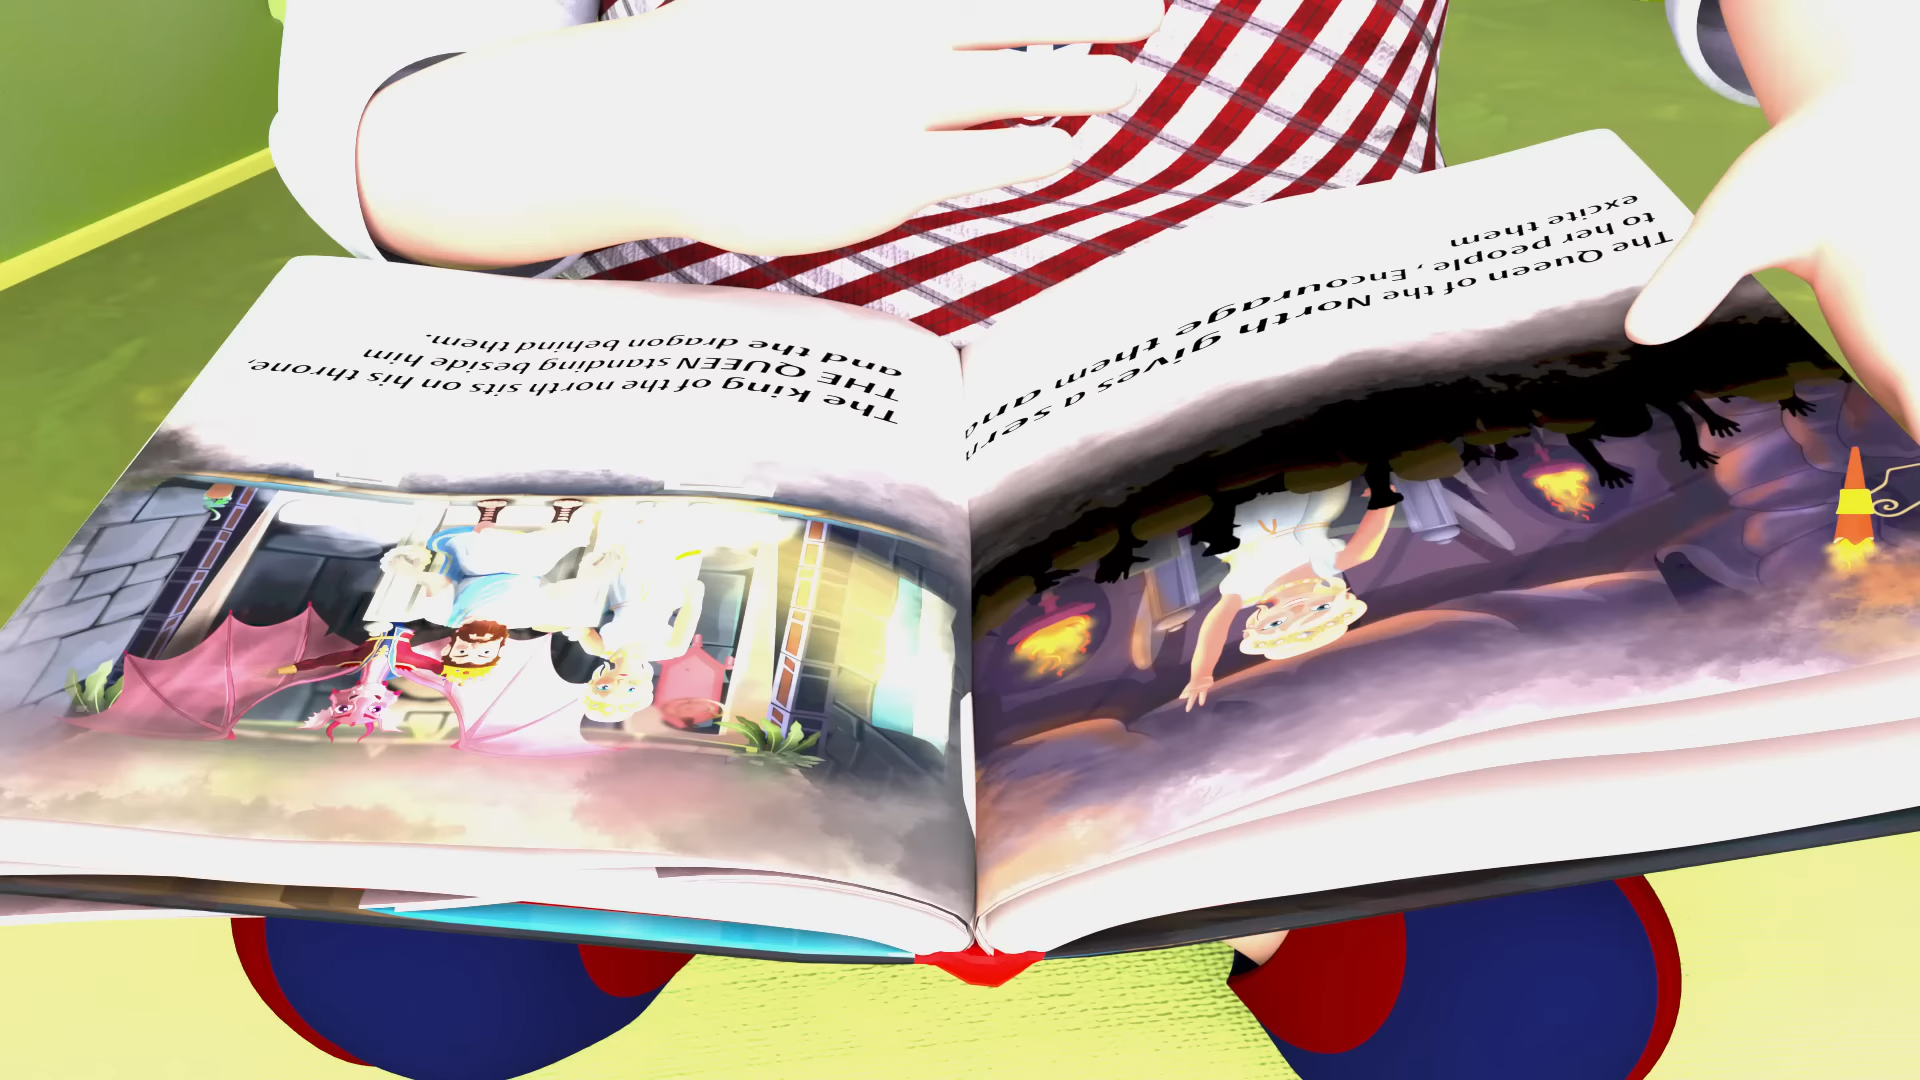 The Queen of the North gives a
to her people , Encourage them and
excite them
The King of the north sits on his throne,
THE QUEEN standing beside him
and the dragon behind them.